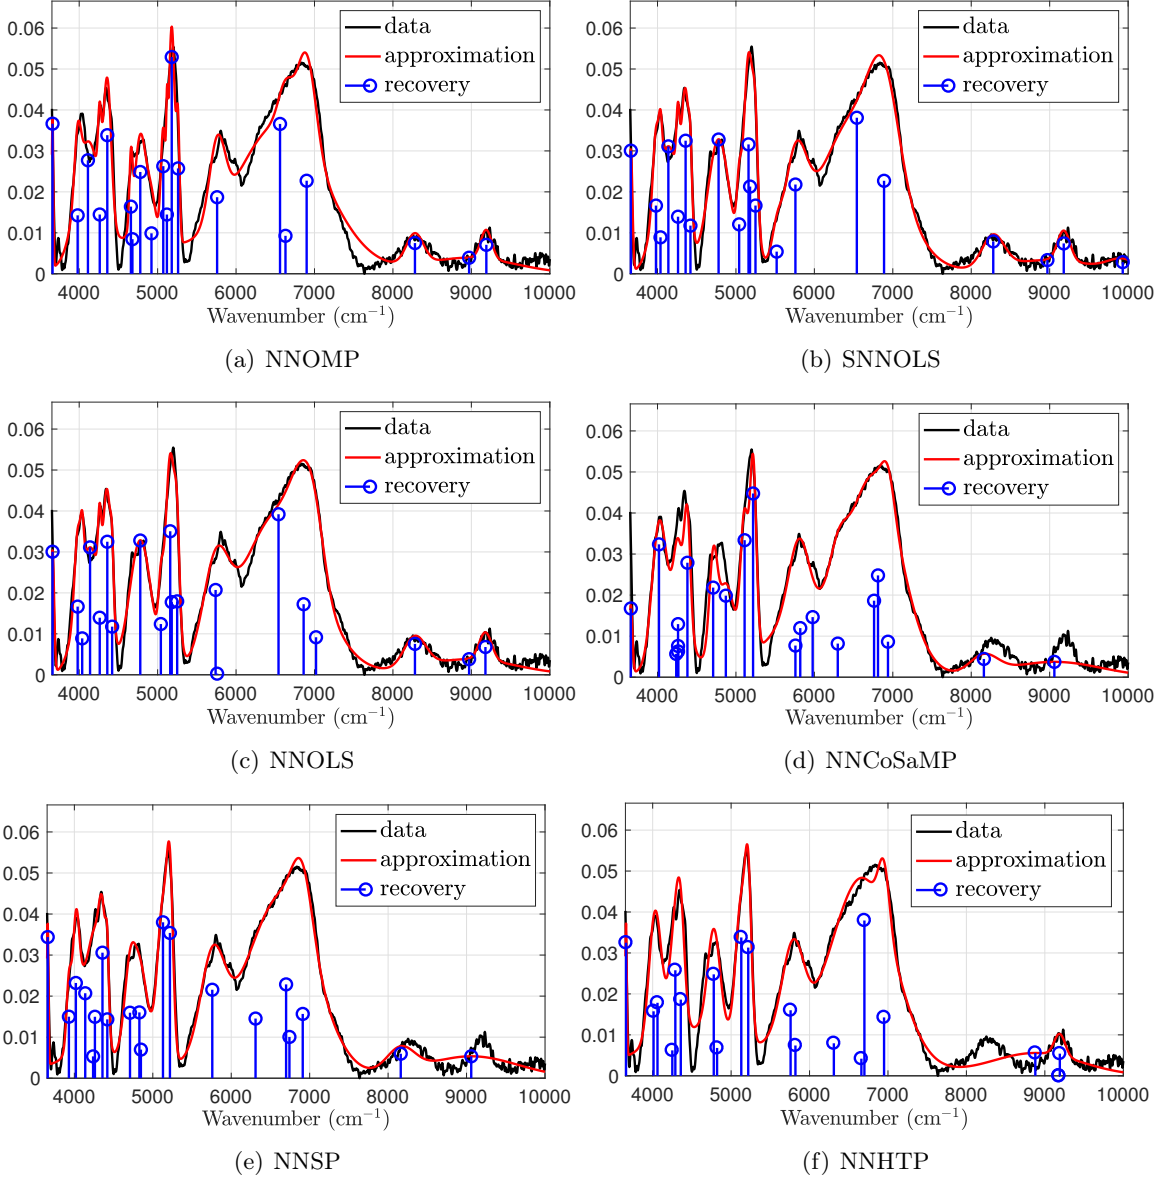 0.06
0.05
0.04
0.03
0.02
0.01
0
data
approximation
recovery
4000 5000 6000 7000 8000 9000 10000
Wavenumber (cm⁻¹)
(a) NNOMP
0.06
0.05
0.04
0.03
0.02
0.01
0
data
approximation
recovery
4000 5000 6000 7000 8000 9000 10000
Wavenumber (cm⁻¹)
(b) SNNOLS
0.06
0.05
0.04
0.03
0.02
0.01
0
data
approximation
recovery
4000 5000 6000 7000 8000 9000 10000
Wavenumber (cm⁻¹)
(c) NNOLS
0.06
0.05
0.04
0.03
0.02
0.01
0
data
approximation
recovery
4000 5000 6000 7000 8000 9000 10000
Wavenumber (cm⁻¹)
(d) NNCoSaMP
0.06
0.05
0.04
0.03
0.02
0.01
0
data
approximation
recovery
4000 5000 6000 7000 8000 9000 10000
Wavenumber (cm⁻¹)
(e) NNSP
0.06
0.05
0.04
0.03
0.02
0.01
0
data
approximation
recovery
4000 5000 6000 7000 8000 9000 10000
Wavenumber (cm⁻¹)
(f) NNHTP